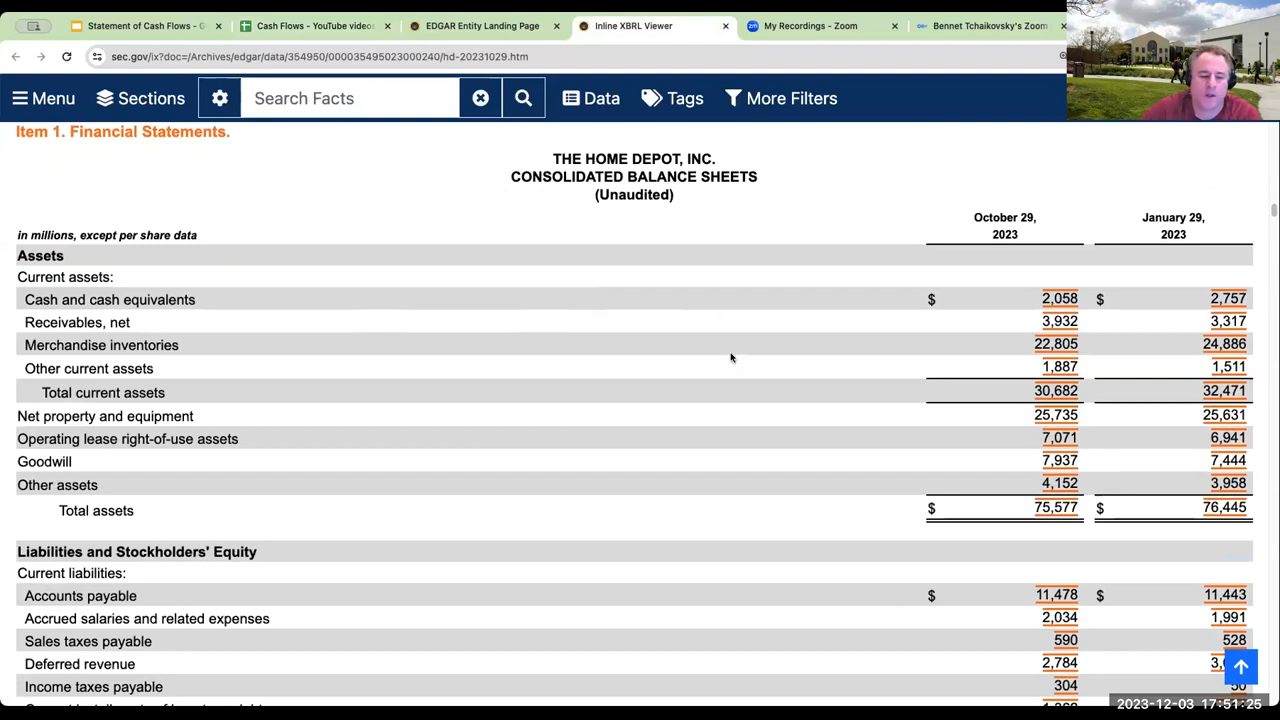 Statement of Cash Flows - G
Cash Flows - YouTube video
EDGAR Entity Landing Page
Inline XBRL Viewer
My Recordings - Zoom
Bennet Tchaikovsky's Zoom
sec.gov/ix?doc=/Archives/edgar/data/354950/000035495023000240/hd-20231029.htm
Menu Sections Search Facts Data Tags More Filters
Item 1. Financial Statements.
THE HOME DEPOT, INC.
CONSOLIDATED BALANCE SHEETS
(Unaudited)
October 29, January 29,
in millions, except per share data 2023 2023
Assets
Current assets:
Cash and cash equivalents $ 2,058 $ 2,757
Receivables, net 3,932 3,317
Merchandise inventories 22,805 24,886
Other current assets 1,887 1,511
Total current assets 30,682 32,471
Net property and equipment 25,735 25,631
Operating lease right-of-use assets 7,071 6,941
Goodwill 7,937 7,444
Other assets 4,152 3,958
Total assets $ 75,577 $ 76,445
Liabilities and Stockholders' Equity
Current liabilities:
Accounts payable $ 11,478 $ 11,443
Accrued salaries and related expenses 2,034 1,991
Sales taxes payable 590 528
Deferred revenue 2,784
Income taxes payable 304 50
2023-12-03 17:51:25